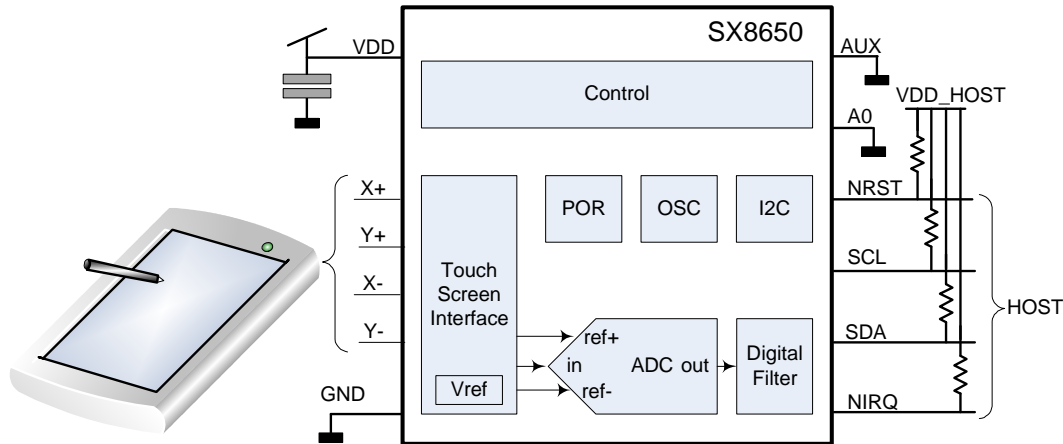 SX8650
VDD
AUX
Control
VDD_HOST
A0
X+
NRST
POR
OSC
I2C
Y+
Touch
Screen
Interface
SCL
X-
HOST
Y-
ref+
SDA
in
ADC out
Digital
Filter
Vref
ref-
GND
NIRQ